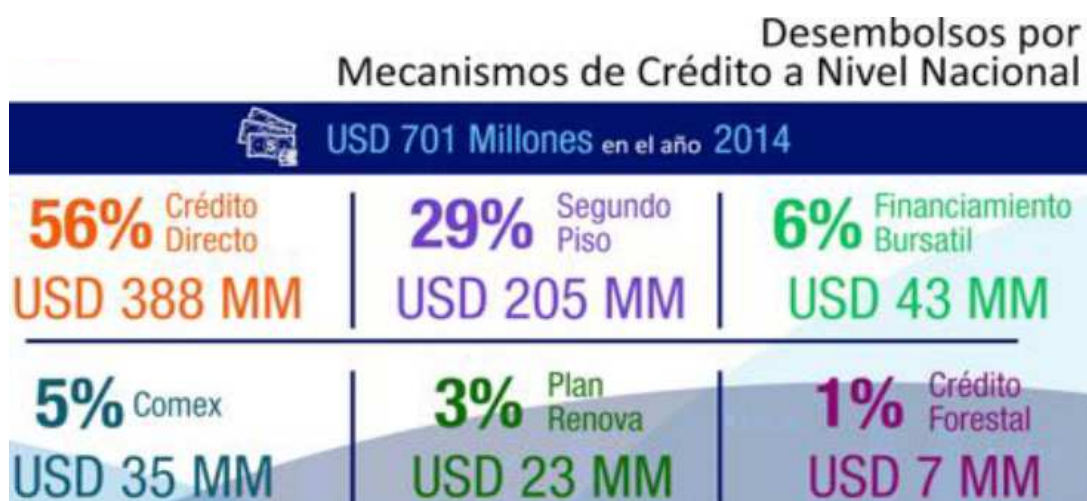 Desembolsos por
Mecanismos de Crédito a Nivel Nacional
USD 701 Millones en el año 2014
56% Crédito Directo
USD 388 MM
29% Segundo Piso
USD 205 MM
6% Financiamiento Bursatil
USD 43 MM
5% Comex
USD 35 MM
3% Plan Renova
USD 23 MM
1% Crédito Forestal
USD 7 MM